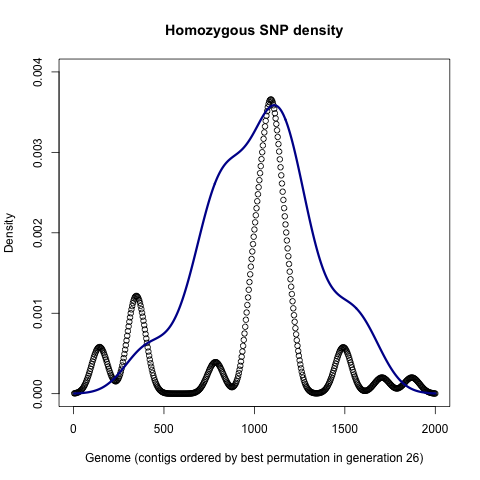 Homozygous SNP density
0.004
0.003
0.002
0.001
0.000
Density
0 500 1000 1500 2000
Genome (contigs ordered by best permutation in generation 26)